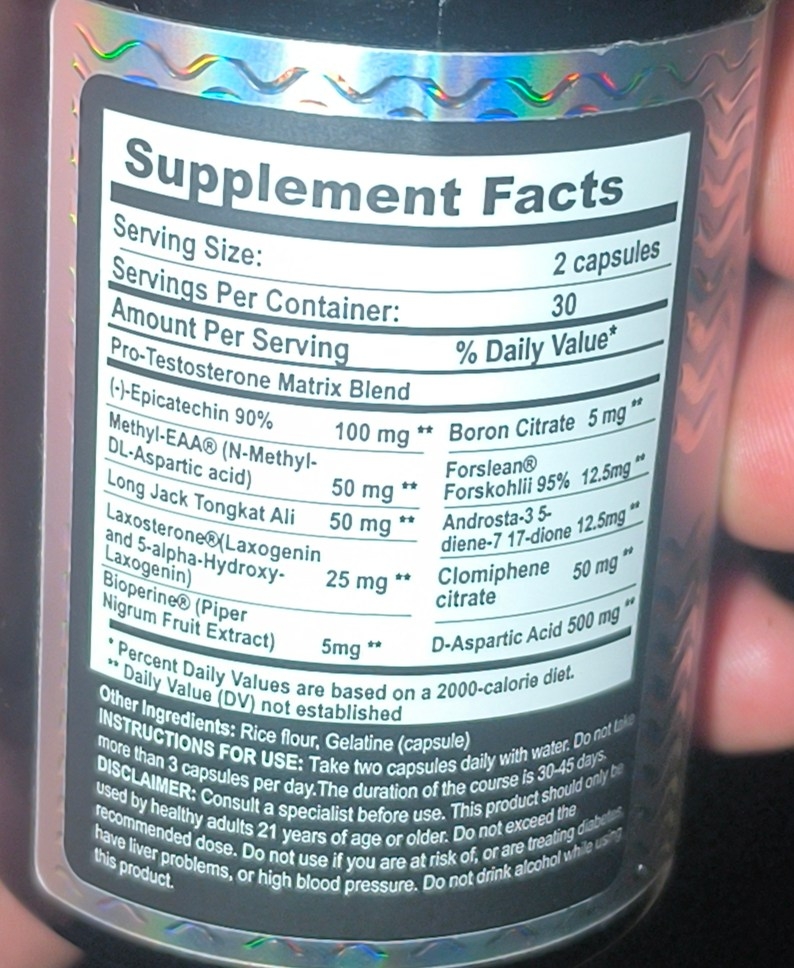 Supplement Facts
Serving Size: 2 capsules
Servings Per Container: 30
Amount Per Serving % Daily Value*
Pro-Testosterone Matrix Blend
(-)-Epicatechin 90% 100 mg **
Methyl-EAA® (N-Methyl-
DL-Aspartic acid) 50 mg **
Long Jack Tongkat Ali 50 mg **
Laxosterone®(Laxogenin
and 5-alpha-Hydroxy-
Laxogenin) 25 mg **
Bioperine® (Piper
Nigrum Fruit Extract) 5mg **
Boron Citrate 5 mg **
Forslean®
Forskohlii 95% 12.5mg **
Androsta-3 5-
diene-7 17-dione 12.5mg **
Clomiphene
citrate 50 mg **
D-Aspartic Acid 500 mg **
* Percent Daily Values are based on a 2000-calorie diet.
** Daily Value (DV) not established
Other Ingredients: Rice flour, Gelatine (capsule)
INSTRUCTIONS FOR USE: Take two capsules daily with water. Do not take
more than 3 capsules per day.The duration of the course is 30-45 days.
DISCLAIMER: Consult a specialist before use. This product should only be
used by healthy adults 21 years of age or older. Do not exceed the
recommended dose. Do not use if you are at risk of, or are treating diabetes,
have liver problems, or high blood pressure. Do not drink alcohol while using
this product.